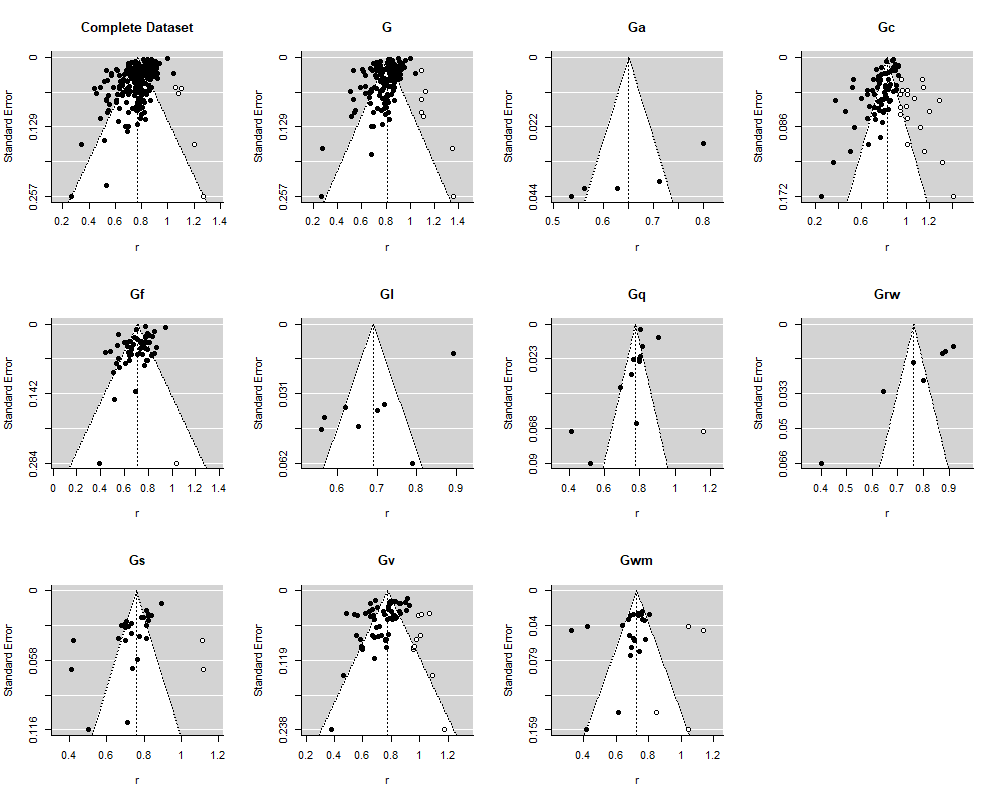 Complete Dataset
G
Ga
Gc
Standard Error
0
0.129
0.257
0.2 0.4 0.6 0.8 1 1.2 1.4
r
Standard Error
0
0.129
0.257
0.2 0.4 0.6 0.8 1 1.2 1.4
r
Standard Error
0
0.022
0.044
0.5 0.6 0.7 0.8
r
Standard Error
0
0.086
0.172
0.2 0.6 1 1.2
r
Gf
Gl
Gq
Grw
Standard Error
0
0.142
0.284
0 0.2 0.4 0.6 0.8 1 1.2 1.4
r
Standard Error
0
0.031
0.062
0.6 0.7 0.8 0.9
r
Standard Error
0
0.023
0.068
0.09
0.4 0.6 0.8 1 1.2
r
Standard Error
0
0.033
0.05
0.066
0.4 0.5 0.6 0.7 0.8 0.9
r
Gs
Gv
Gwm
Standard Error
0
0.058
0.116
0.4 0.6 0.8 1 1.2
r
Standard Error
0
0.119
0.238
0.2 0.4 0.6 0.8 1 1.2
r
Standard Error
0
0.04
0.079
0.159
0.4 0.6 0.8 1 1.2
r